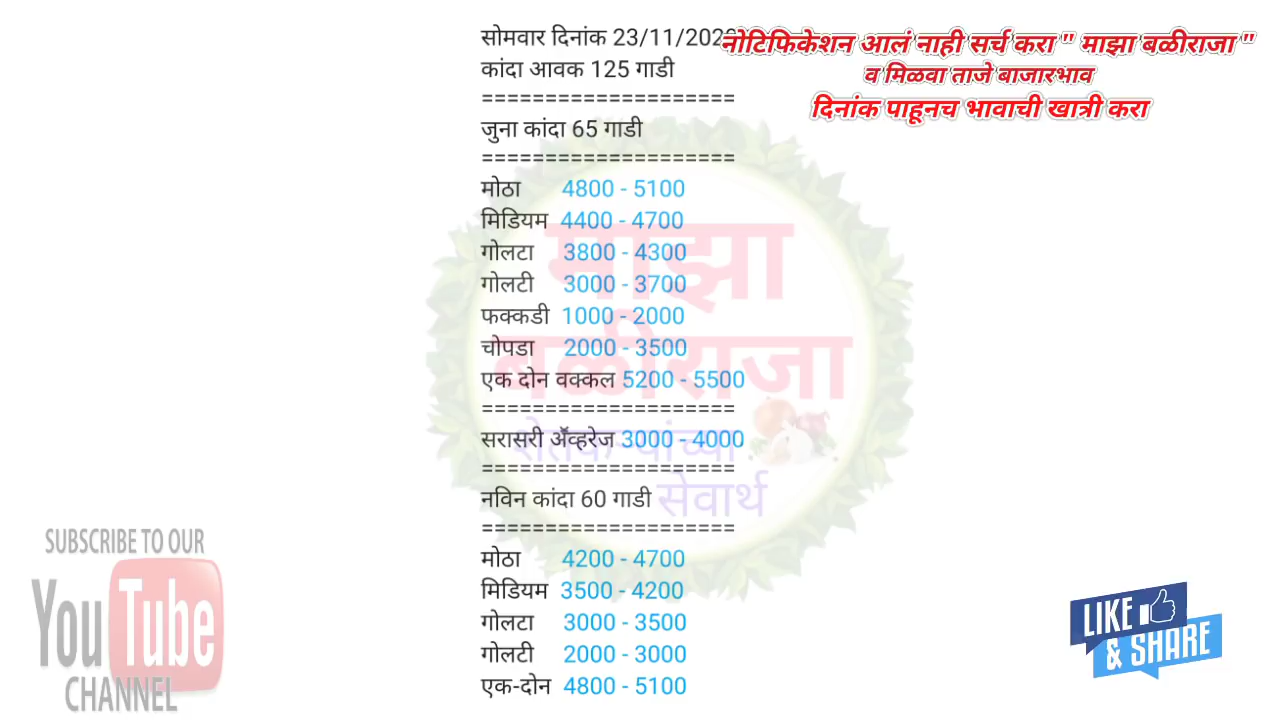 सोमवार दिनांक 23/11/2020
कांदा आवक 125 गाडी
====================
जुना कांदा 65 गाडी
====================
मोठा 4800 - 5100
मिडियम 4400 - 4700
गोलटा 3800 - 4300
गोलटी 3000 - 3700
फक्कडी 1000 - 2000
चोपडा 2000 - 3500
एक दोन वक्कल 5200 - 5500
====================
सरासरी ॲव्हरेज 3000 - 4000
====================
नविन कांदा 60 गाडी
====================
मोठा 4200 - 4700
मिडियम 3500 - 4200
गोलटा 3000 - 3500
गोलटी 2000 - 3000
एक-दोन 4800 - 5100
नोटिफिकेशन आलं नाही सर्च करा " माझा बळीराजा "
व मिळवा ताजे बाजारभाव
दिनांक पाहूनच भावाची खात्री करा
माझा
बळीराजा
शेतकऱ्यांच्या
सेवार्थ
SUBSCRIBE TO OUR
YouTube
CHANNEL
LIKE
& SHARE